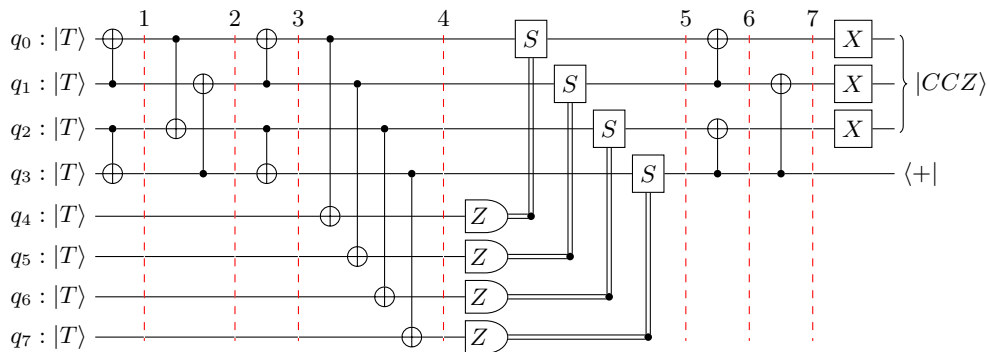 1 2 3 4 5 6 7
q₀ : |T⟩ S X
q₁ : |T⟩ S X |CCZ⟩
q₂ : |T⟩ S X
q₃ : |T⟩ S ⟨+|
q₄ : |T⟩ Z
q₅ : |T⟩ Z
q₆ : |T⟩ Z
q₇ : |T⟩ Z